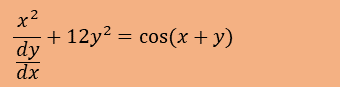 x²/(dy/dx) + 12y² = cos(x + y)